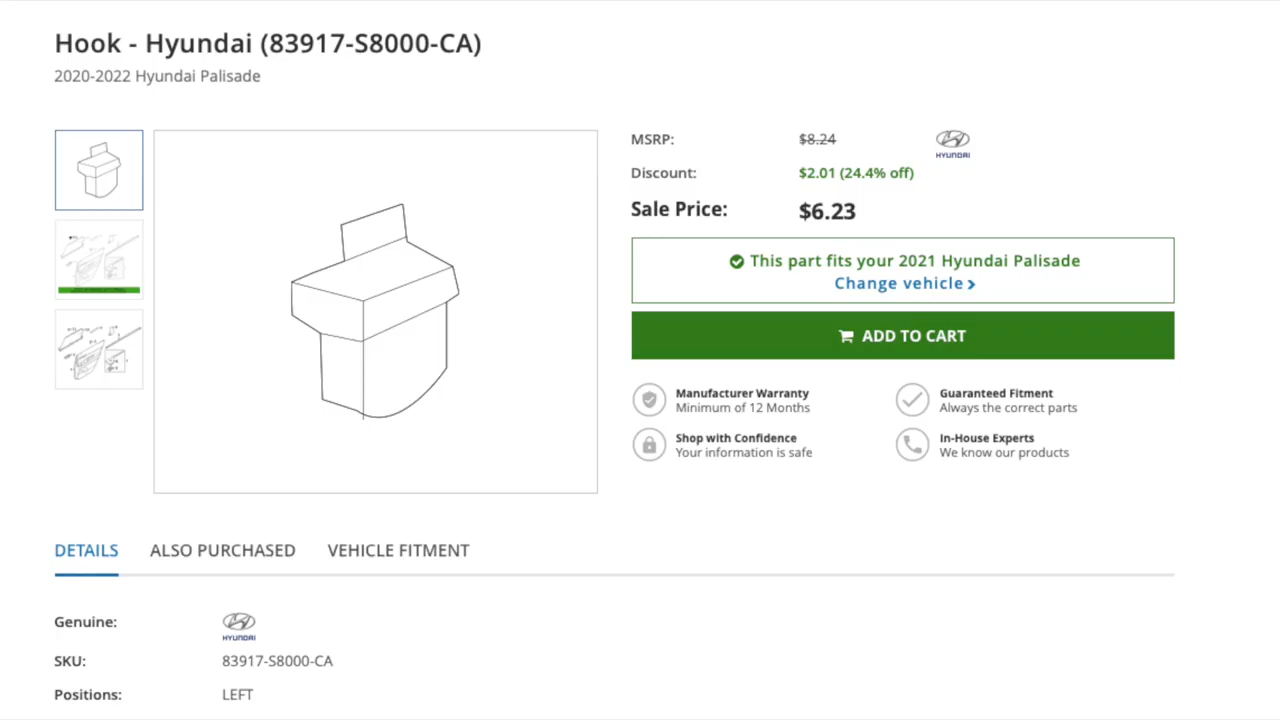 Hook - Hyundai (83917-S8000-CA)
2020-2022 Hyundai Palisade
MSRP: $8.24
HYUNDAI
Discount: $2.01 (24.4% off)
Sale Price: $6.23
This part fits your 2021 Hyundai Palisade
Change vehicle
ADD TO CART
Manufacturer Warranty
Minimum of 12 Months
Guaranteed Fitment
Always the correct parts
Shop with Confidence
Your information is safe
In-House Experts
We know our products
DETAILS ALSO PURCHASED VEHICLE FITMENT
Genuine: HYUNDAI
SKU: 83917-S8000-CA
Positions: LEFT